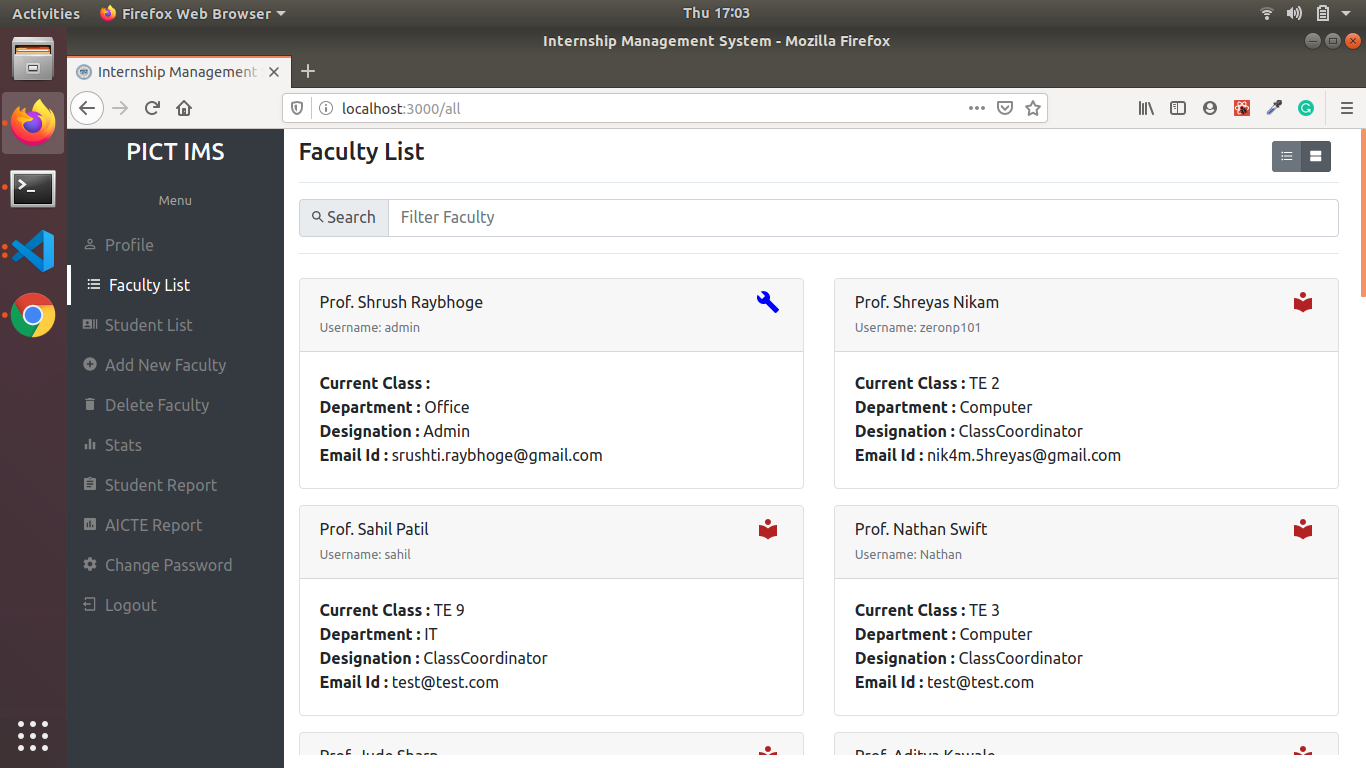 Activities
Firefox Web Browser
Thu 17:03
Internship Management System - Mozilla Firefox
Internship Management
localhost:3000/all
PICT IMS
Menu
Profile
Faculty List
Student List
Add New Faculty
Delete Faculty
Stats
Student Report
AICTE Report
Change Password
Logout
Faculty List
Search
Filter Faculty
Prof. Shrush Raybhoge
Username: admin
Current Class :
Department : Office
Designation : Admin
Email Id : srushti.raybhoge@gmail.com
Prof. Shreyas Nikam
Username: zeronp101
Current Class : TE 2
Department : Computer
Designation : ClassCoordinator
Email Id : nik4m.5hreyas@gmail.com
Prof. Sahil Patil
Username: sahil
Current Class : TE 9
Department : IT
Designation : ClassCoordinator
Email Id : test@test.com
Prof. Nathan Swift
Username: Nathan
Current Class : TE 3
Department : Computer
Designation : ClassCoordinator
Email Id : test@test.com
Prof. Jude Sharp
Prof. Aditya Kawale